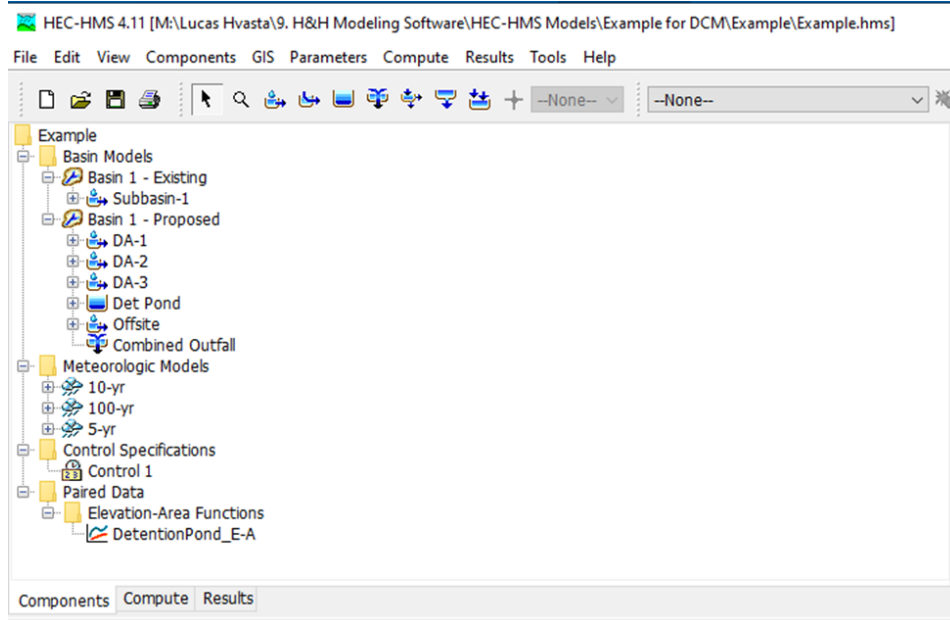 HEC-HMS 4.11 [M:\Lucas Hvasta\9. H&H Modeling Software\HEC-HMS Models\Example for DCM\Example\Example.hms]
File Edit View Components GIS Parameters Compute Results Tools Help
--None-- --None--
Example
Basin Models
Basin 1 - Existing
Subbasin-1
Basin 1 - Proposed
DA-1
DA-2
DA-3
Det Pond
Offsite
Combined Outfall
Meteorologic Models
10-yr
100-yr
5-yr
Control Specifications
Control 1
Paired Data
Elevation-Area Functions
DetentionPond_E-A
Components Compute Results